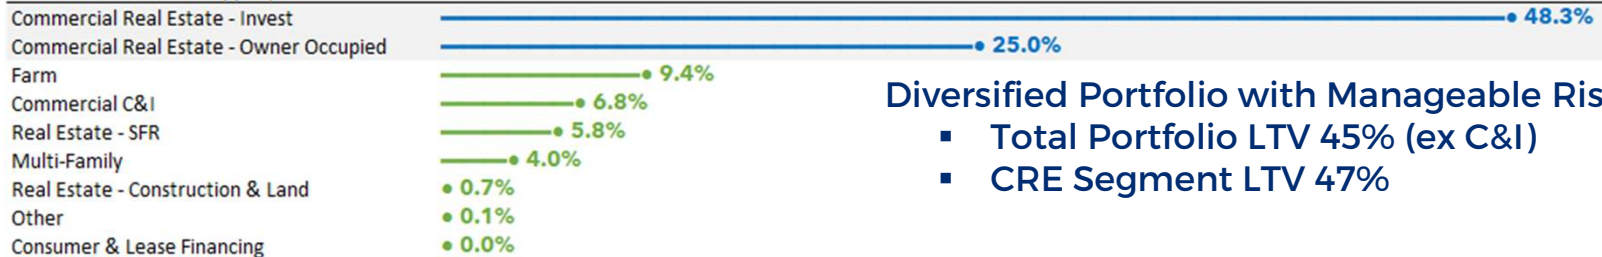 Commercial Real Estate - Invest 48.3%
Commercial Real Estate - Owner Occupied 25.0%
Farm 9.4%
Commercial C&I 6.8%
Real Estate - SFR 5.8%
Multi-Family 4.0%
Real Estate - Construction & Land 0.7%
Other 0.1%
Consumer & Lease Financing 0.0%
Diversified Portfolio with Manageable Ris
▪ Total Portfolio LTV 45% (ex C&I)
▪ CRE Segment LTV 47%